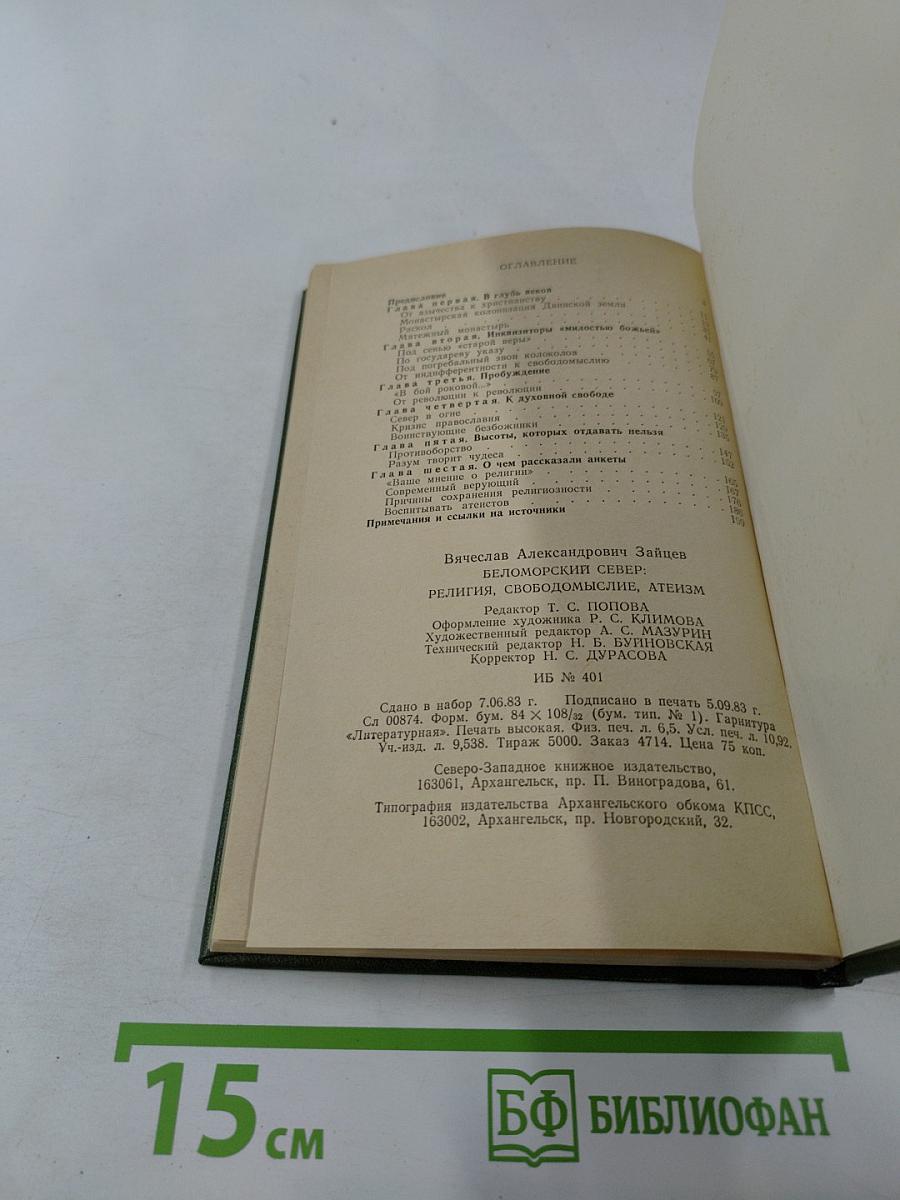 ОГЛАВЛЕНИЕ
Предисловие
Глава первая. В глубь веков
От язычества к христианству
Монастырская колонизация Двинской земли
Раскол
Мятежный монастырь
Глава вторая. Инквизиторы «милостью божьей»
Под сенью «старой веры»
По государеву указу
Под погребальный звон колоколов
От индифферентности к свободомыслию
Глава третья. Пробуждение
«В бой роковой...» 97
От революции к революции
Глава четвертая. К духовной свободе
Север в огне 121
Кризис православия
Воинствующие безбожники 135
Глава пятая. Высоты, которых отдавать нельзя
Противоборство 147
Разум творит чудеса 152
Глава шестая. О чем рассказали анкеты
«Ваше мнение о религии» 165
Современный верующий 167
Причины сохранения религиозности 176
Воспитывать атеистов
Примечания и ссылки на источники
Вячеслав Александрович Зайцев
БЕЛОМОРСКИЙ СЕВЕР:
РЕЛИГИЯ, СВОБОДОМЫСЛИЕ, АТЕИЗМ
Редактор Т. С. ПОПОВА
Оформление художника Р. С. КЛИМОВА
Художественный редактор А. С. МАЗУРИН
Технический редактор Н. Б. БУЙНОВСКАЯ
Корректор Н. С. ДУРАСОВА
ИБ № 401
Сдано в набор 7.06.83 г. Подписано в печать 5.09.83 г.
Сл 00874. Форм. бум. 84 × 108/32 (бум. тип. № 1). Гарнитура
«Литературная». Печать высокая. Физ. печ. л. 6,5. Усл. печ. л. 10,92.
Уч.-изд. л. 9,538. Тираж 5000. Заказ 4714. Цена 75 коп.
Северо-Западное книжное издательство,
163061, Архангельск, пр. П. Виноградова, 61.
Типография издательства Архангельского обкома КПСС,
163002, Архангельск, пр. Новгородский, 32.
15 см
БФ БИБЛИОФАН